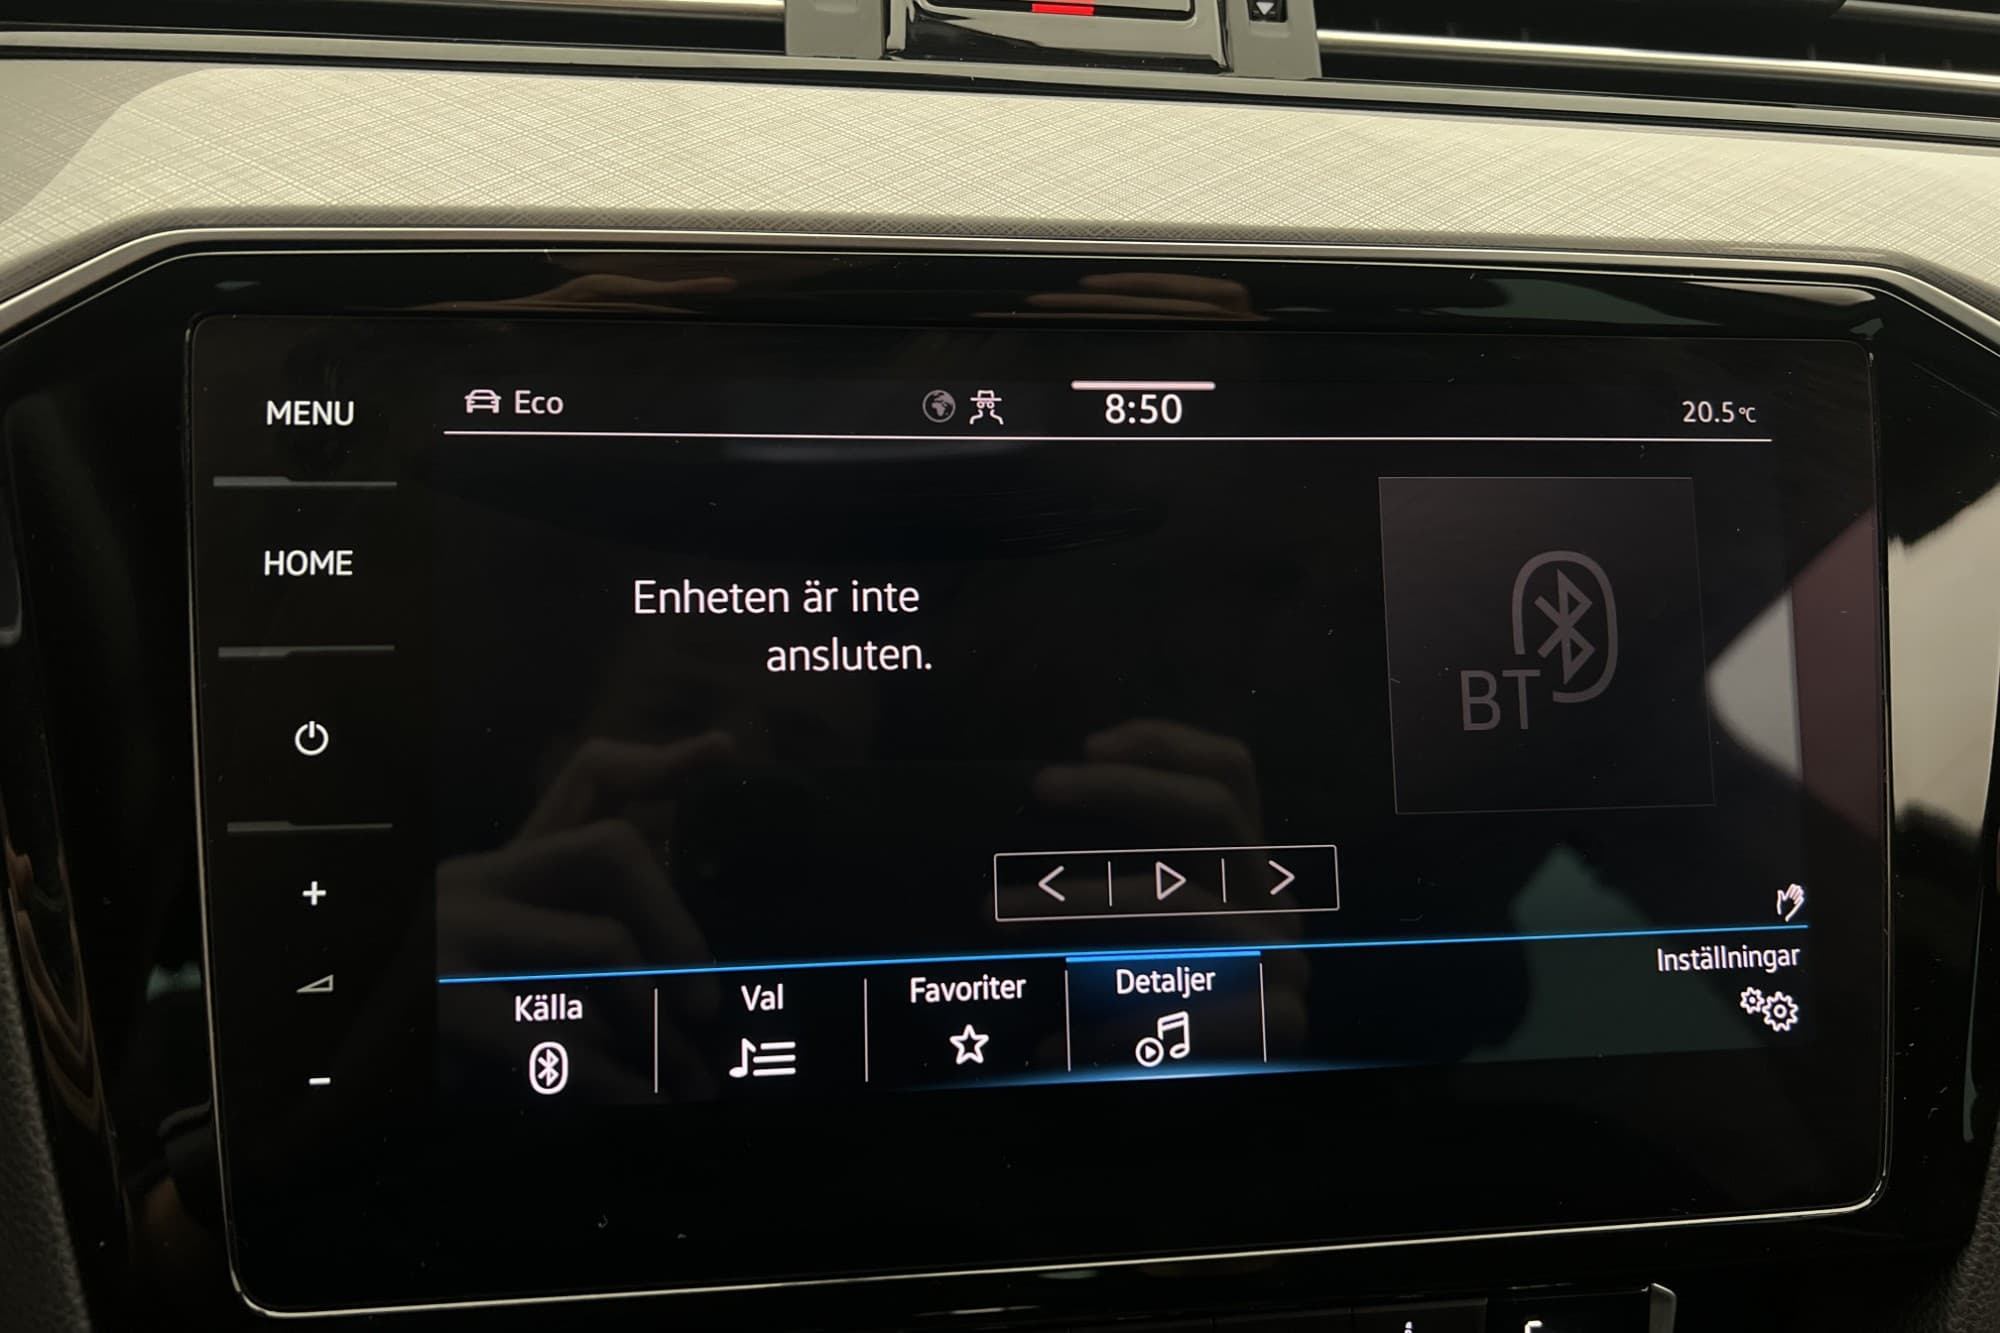 MENU
Eco
8:50
20.5°C
HOME
Enheten är inte
ansluten.
BT
+
-
Källa
Val
Favoriter
Detaljer
Inställningar